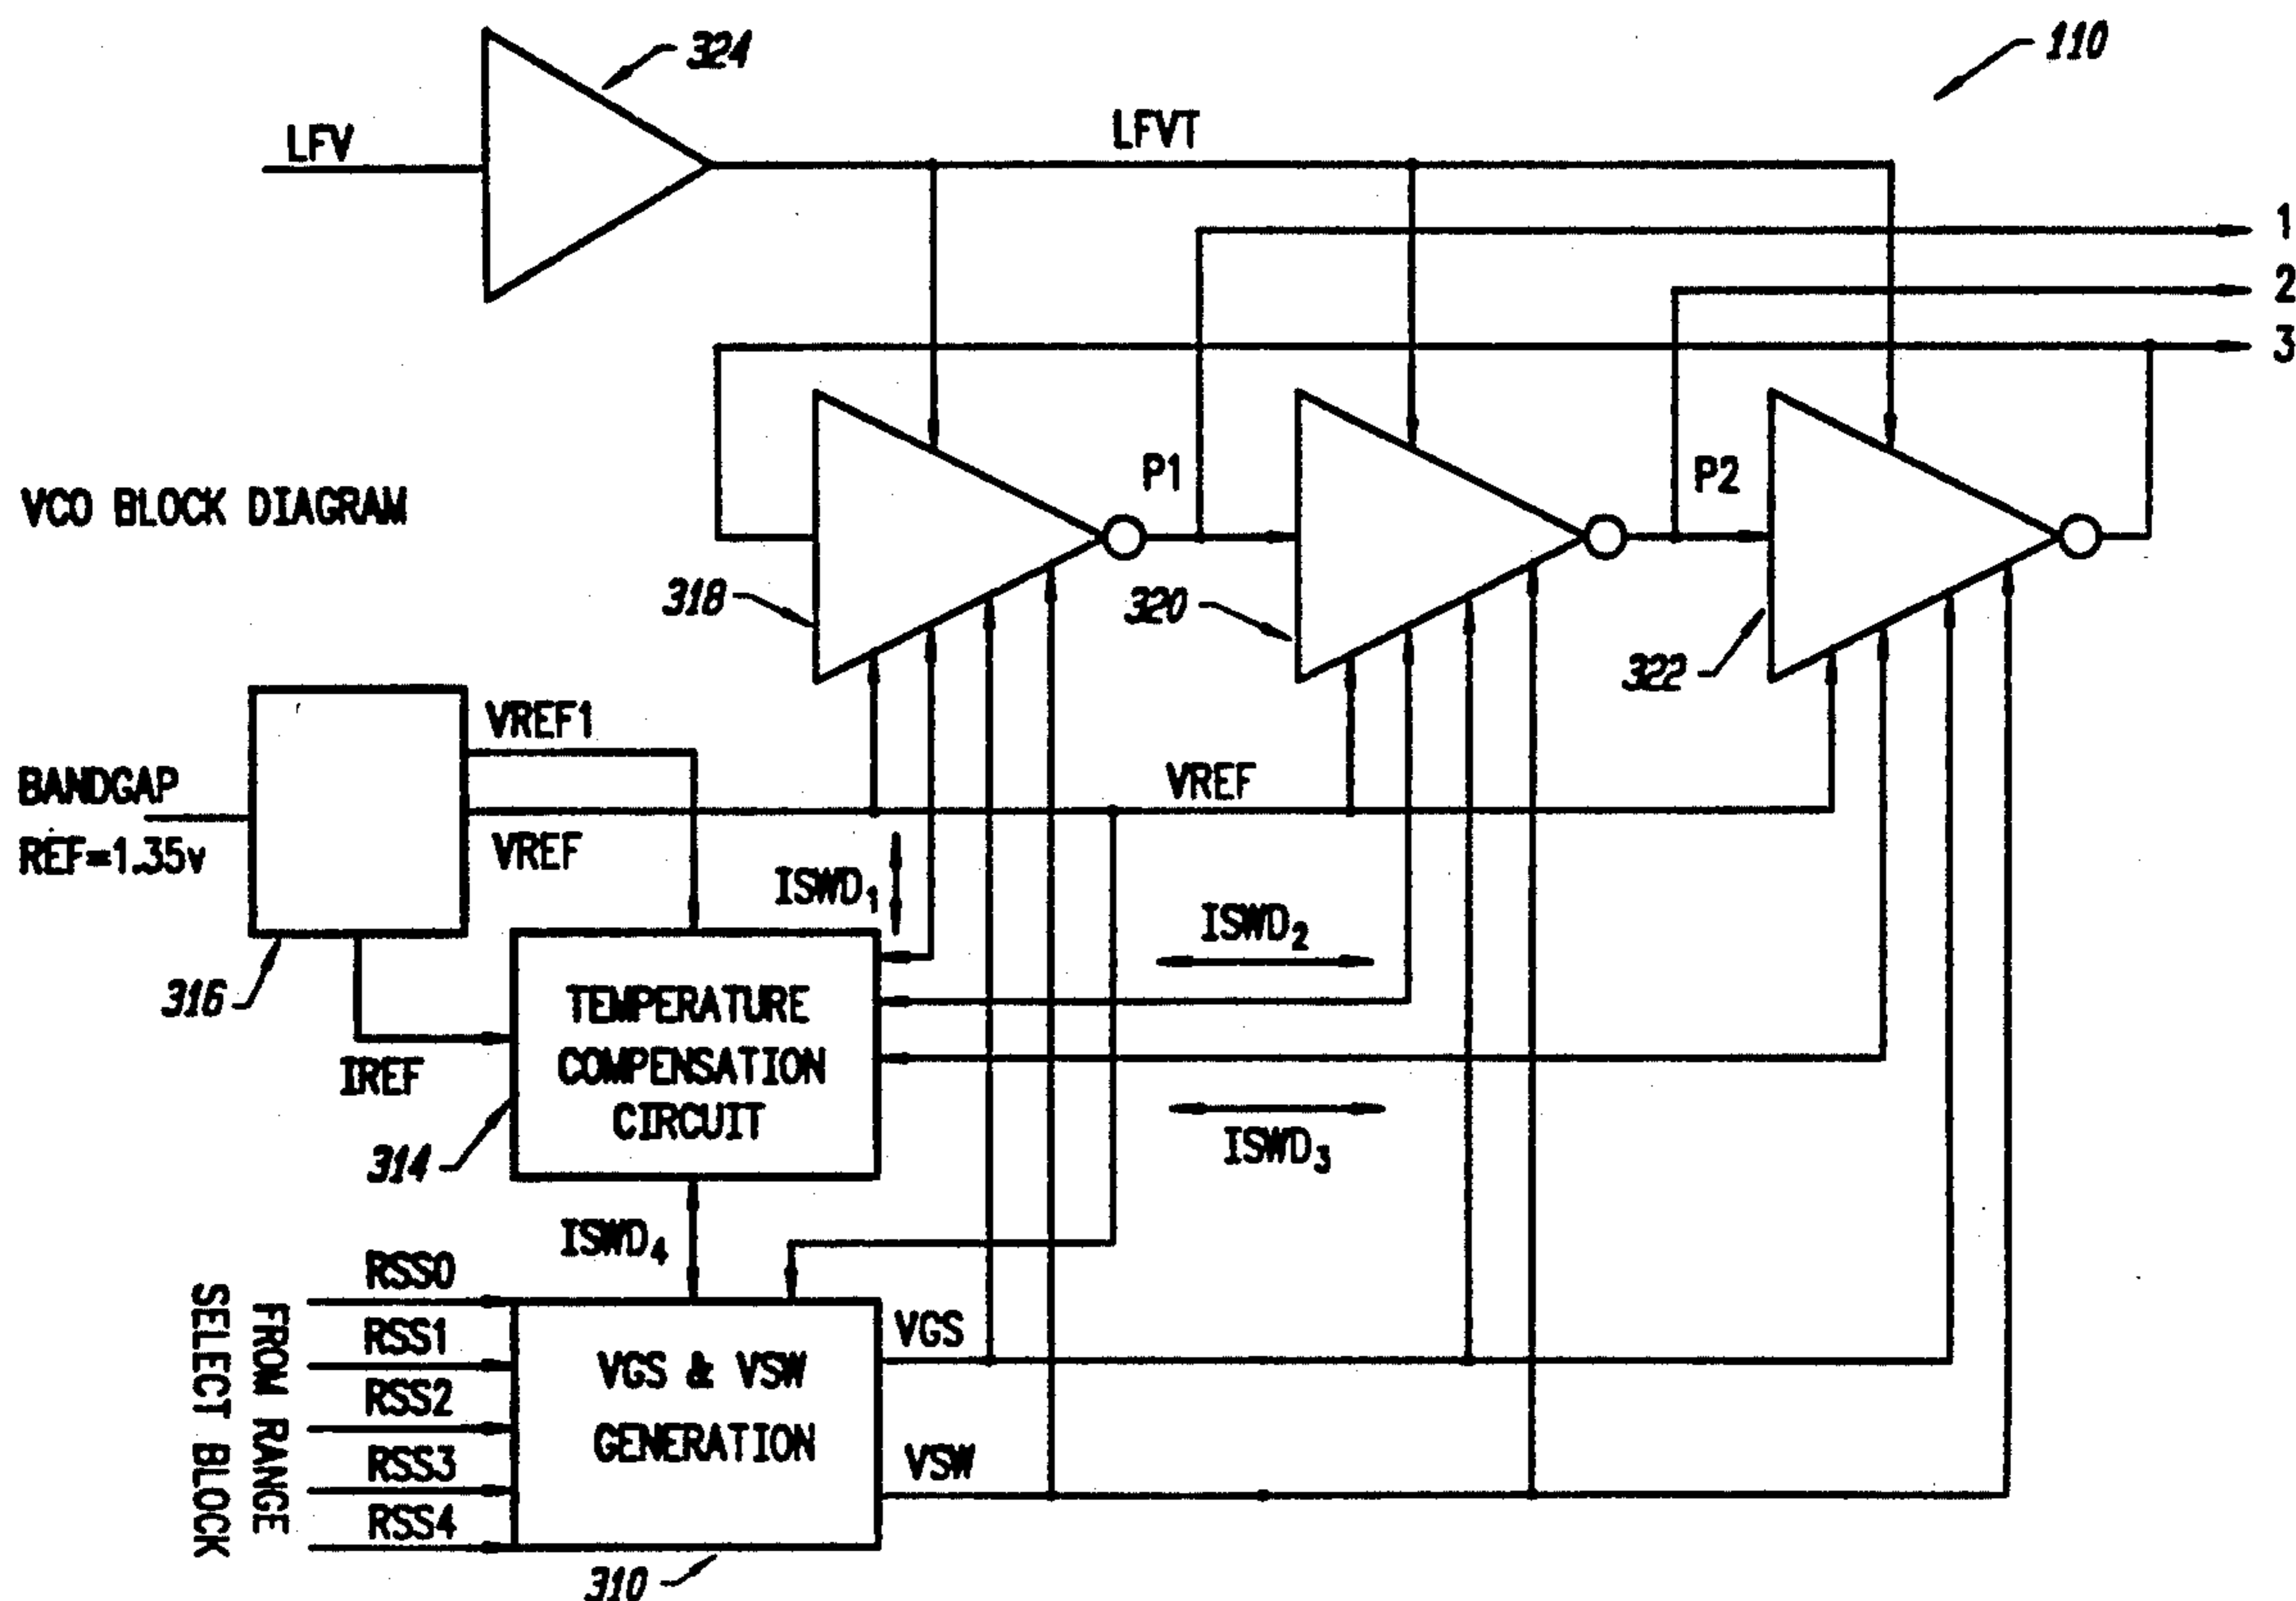 324
110
LFV
LFVT
1
2
3
P1
P2
VCO BLOCK DIAGRAM
318
320
322
VREF1
BANDGAP
REF=1.35v
VREF
VREF
ISWD₁
ISWD₂
316
TEMPERATURE
COMPENSATION
CIRCUIT
IREF
314
ISWD₃
ISWD₄
RSS0
RSS1
RSS2
RSS3
RSS4
FROM RANGE
SELECT BLOCK
VGS & VSW
GENERATION
VGS
VSW
310